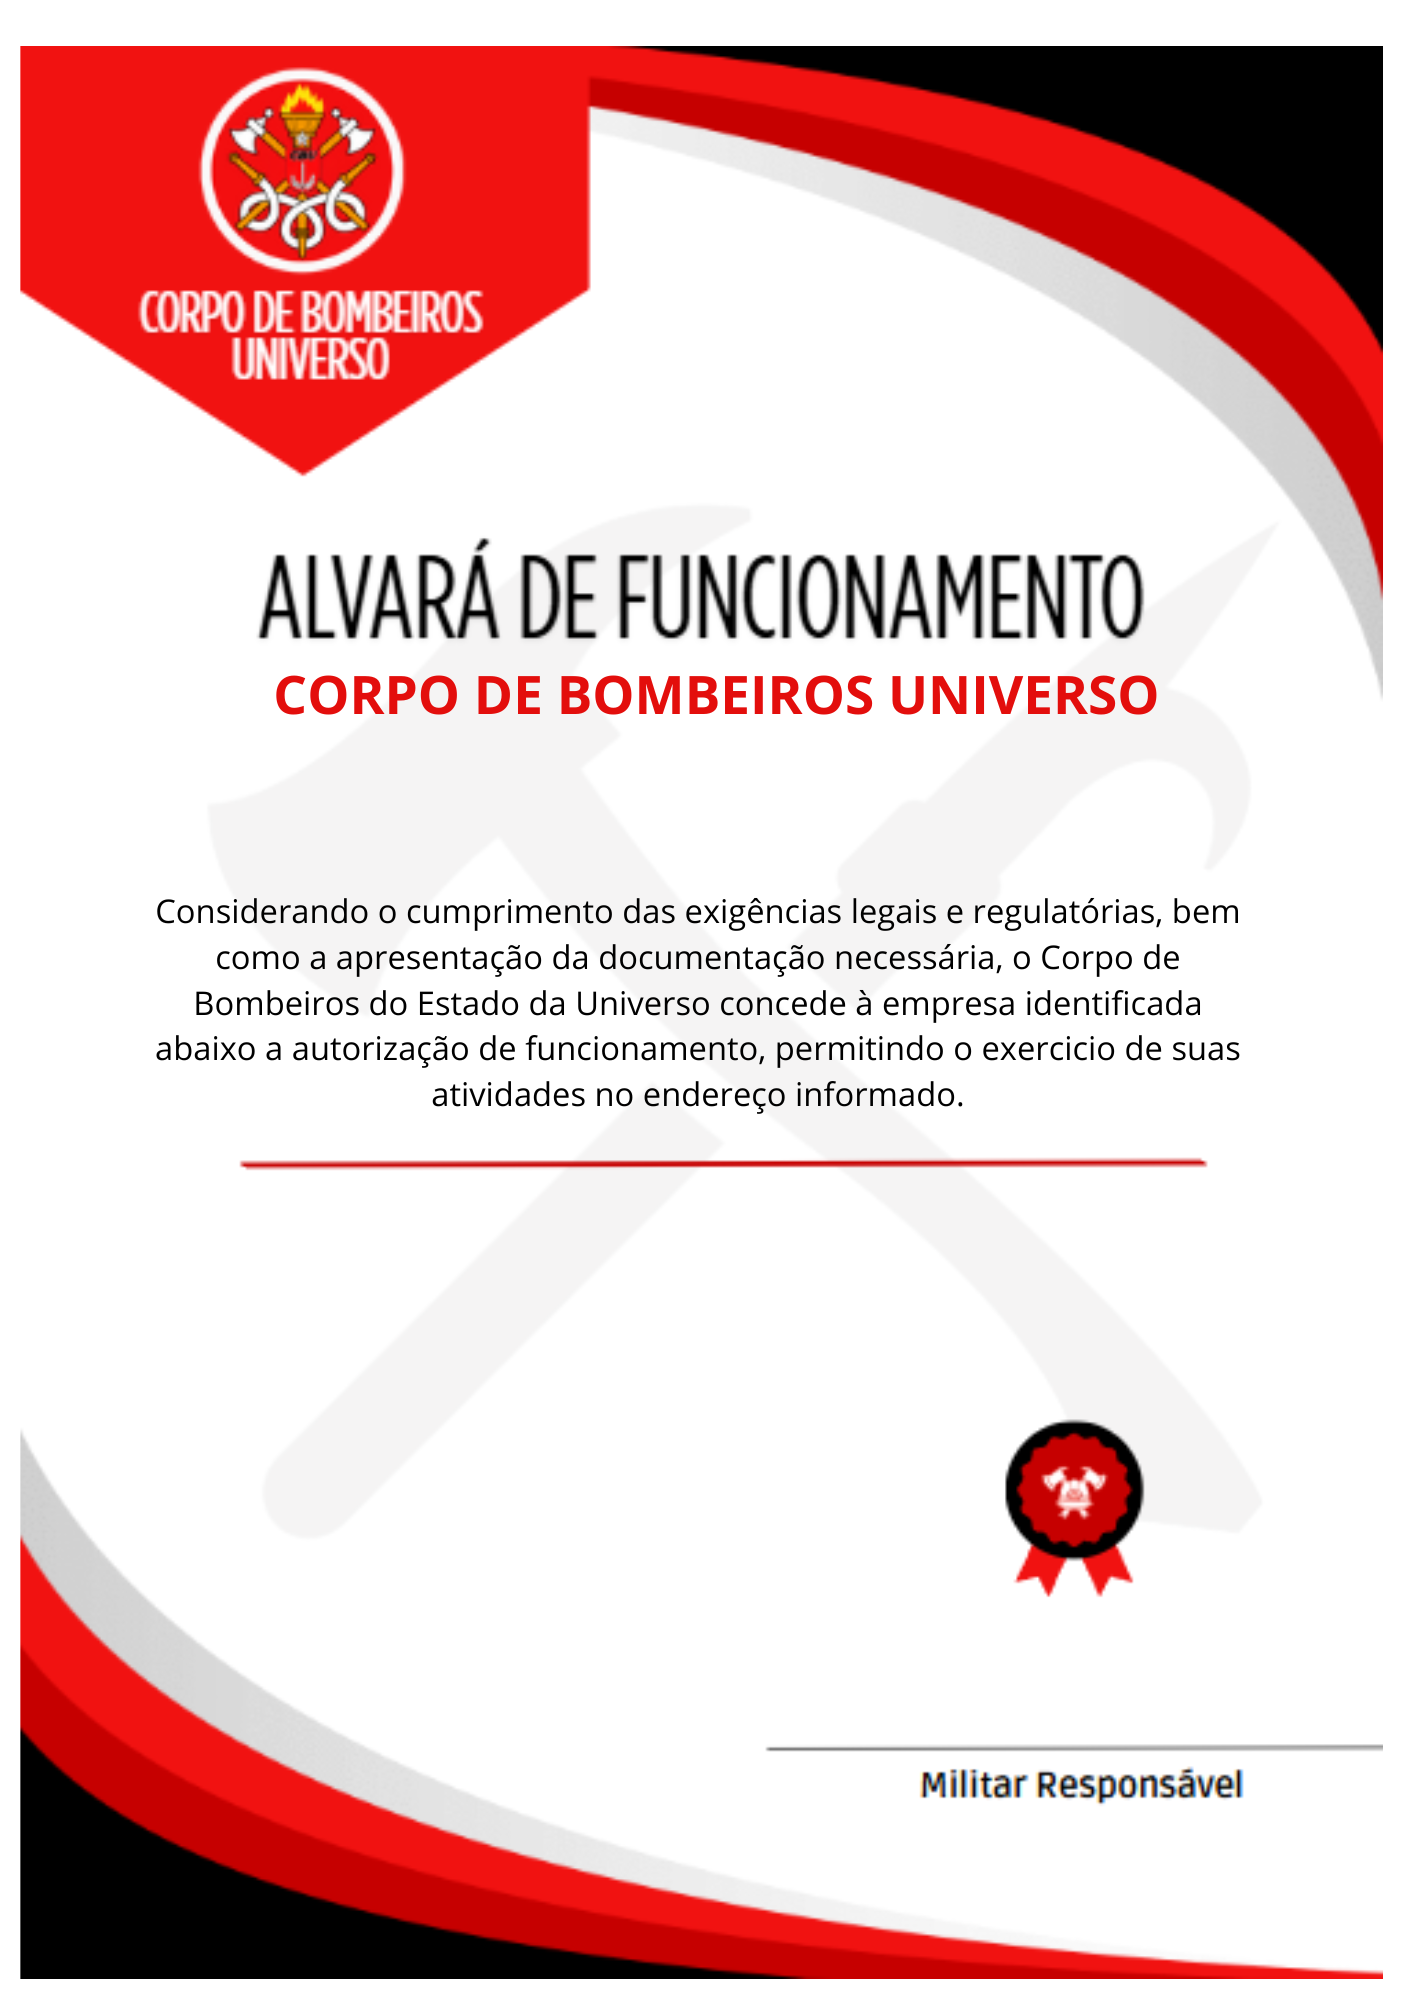 CORPO DE BOMBEIROS
UNIVERSO
ALVARÁ DE FUNCIONAMENTO
CORPO DE BOMBEIROS UNIVERSO
Considerando o cumprimento das exigências legais e regulatórias, bem
como a apresentação da documentação necessária, o Corpo de
Bombeiros do Estado da Universo concede à empresa identificada
abaixo a autorização de funcionamento, permitindo o exercicio de suas
atividades no endereço informado.
Militar Responsável